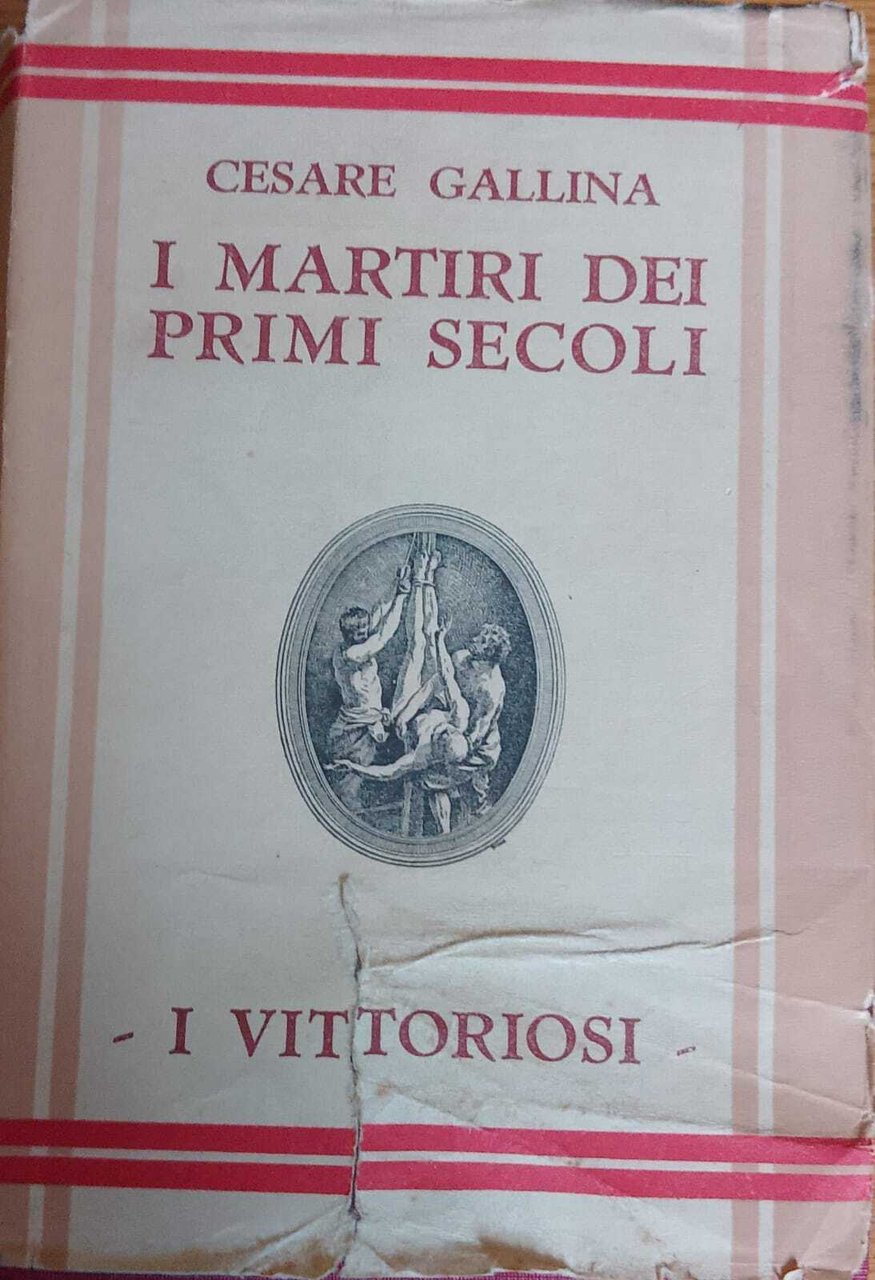 CESARE GALLINA
I MARTIRI DEI
PRIMI SECOLI
- I VITTORIOSI -